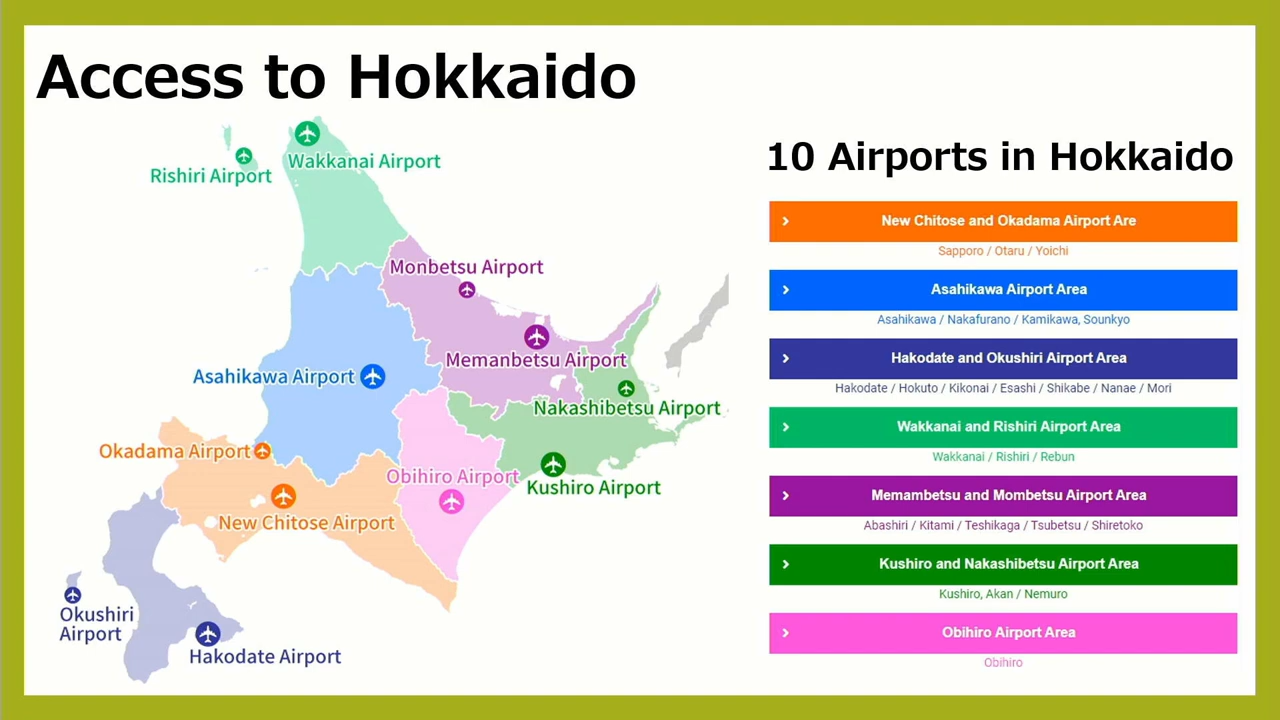 Access to Hokkaido
Wakkanai Airport
Rishiri Airport
Monbetsu Airport
Memanbetsu Airport
Asahikawa Airport
Nakashibetsu Airport
Okadama Airport
Obihiro Airport
Kushiro Airport
New Chitose Airport
Okushiri
Airport
Hakodate Airport
10 Airports in Hokkaido
New Chitose and Okadama Airport Are
Sapporo / Otaru / Yoichi
Asahikawa Airport Area
Asahikawa / Nakafurano / Kamikawa, Sounkyo
Hakodate and Okushiri Airport Area
Hakodate / Hokuto / Kikonai / Esashi / Shikabe / Nanae / Mori
Wakkanai and Rishiri Airport Area
Wakkanai / Rishiri / Rebun
Memambetsu and Mombetsu Airport Area
Abashiri / Kitami / Teshikaga / Tsubetsu / Shiretoko
Kushiro and Nakashibetsu Airport Area
Kushiro, Akan / Nemuro
Obihiro Airport Area
Obihiro